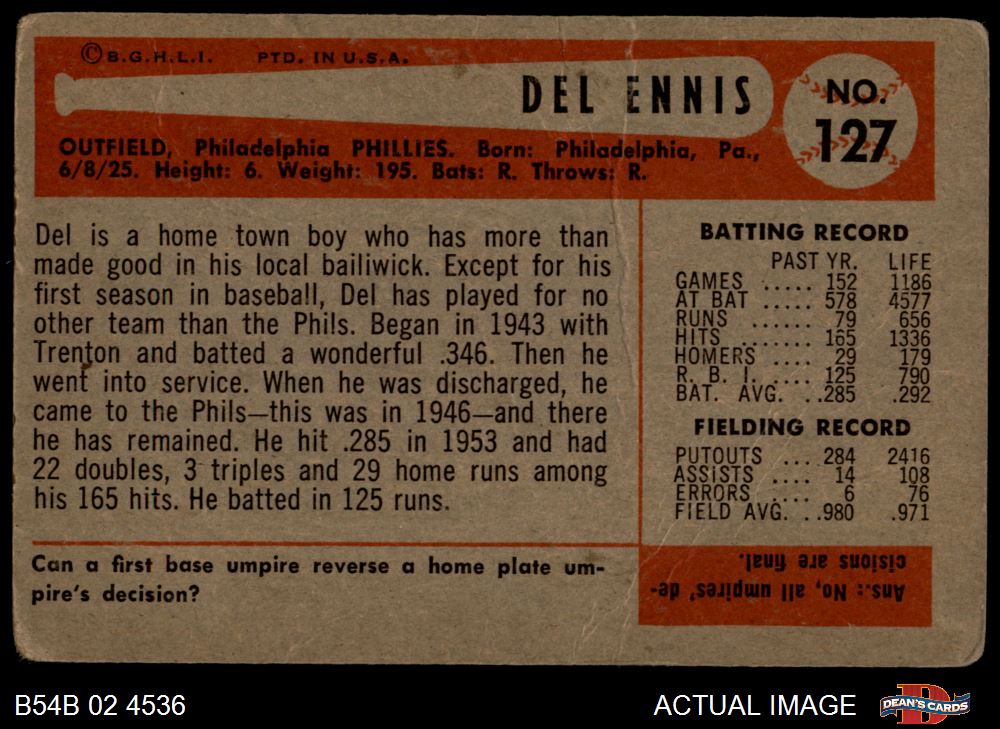 ©B.G.H.L.I. PTD. IN U.S.A.
DEL ENNIS
NO.
127
OUTFIELD, Philadelphia PHILLIES. Born: Philadelphia, Pa.,
6/8/25. Height: 6. Weight: 195. Bats: R. Throws: R.
Del is a home town boy who has more than
made good in his local bailiwick. Except for his
first season in baseball, Del has played for no
other team than the Phils. Began in 1943 with
Trenton and batted a wonderful .346. Then he
went into service. When he was discharged, he
came to the Phils—this was in 1946—and there
he has remained. He hit .285 in 1953 and had
22 doubles, 3 triples and 29 home runs among
his 165 hits. He batted in 125 runs.
BATTING RECORD
PAST YR. LIFE
GAMES ..... 152 1186
AT BAT ..... 578 4577
RUNS ...... 79 656
HITS ....... 165 1336
HOMERS .... 29 179
R. B. I. .... 125 790
BAT. AVG. ..285 .292
FIELDING RECORD
PUTOUTS ... 284 2416
ASSISTS .... 14 108
ERRORS .... 6 76
FIELD AVG. ..980 .971
Can a first base umpire reverse a home plate um-
pire's decision?
Ans.: No, all umpires' de-
cisions are final.
B54B 02 4536
ACTUAL IMAGE
D
DEAN'S CARDS